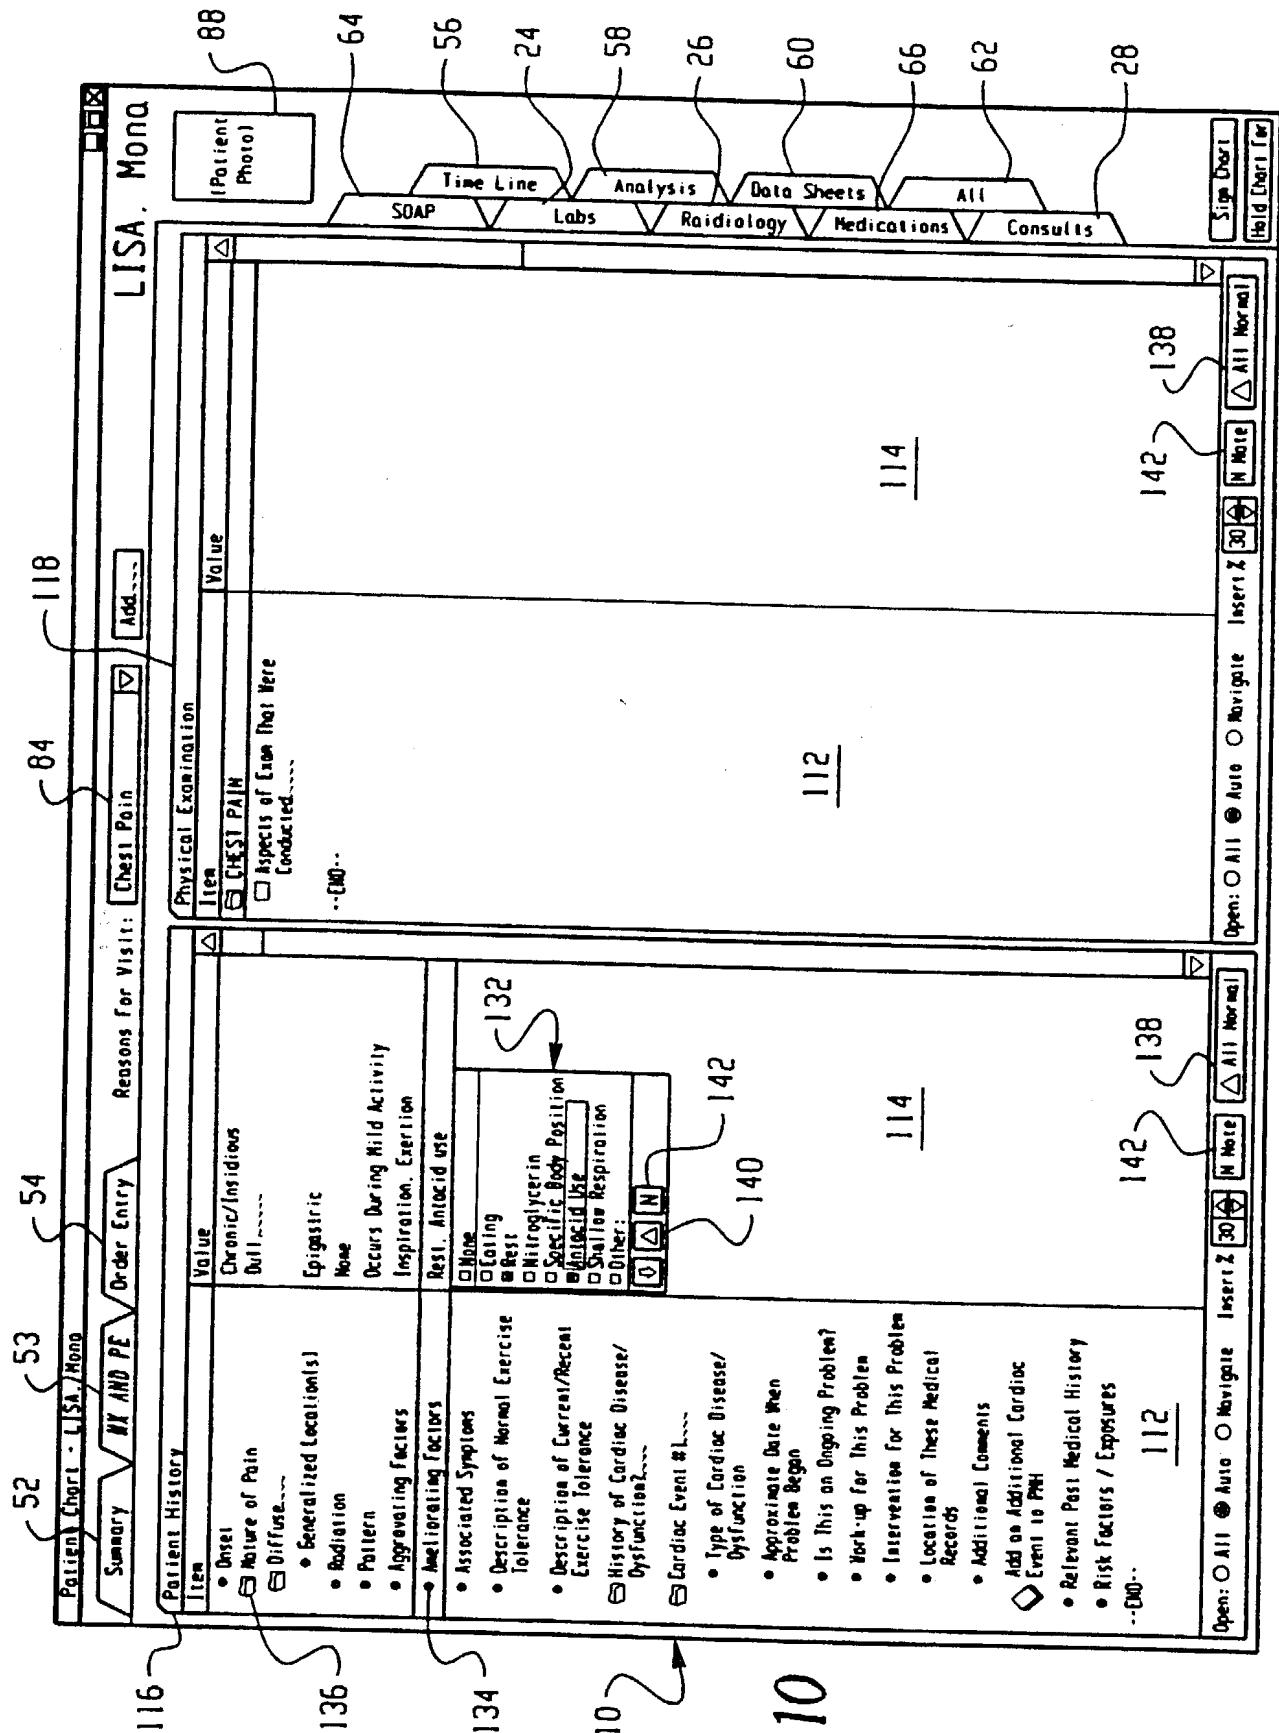 52
53
54
84
118
Patient Chart - LISA./Mona
Summary
HX AND PE
Order Entry
Reasons For Visit:
Chest Pain
Add....
LISA. Mona
(Patient
Photo)
88
116
Patient History
Item
Value
• Onset
Chronic/Insidious
Nature of Pain
Dull.....
Diffuse....
• Generalized Location(s)
Epigastric
• Radiation
None
• Pattern
Occurs During Mild Activity
• Aggravating Factors
Inspiration. Exertion
• Ameliorating Factors
Rest. Antacid use
• Associated Symptoms
• Description of Normal Exercise
Tolerance
• Description of Current/Recent
Exercise Tolerance
History of Cardiac Disease/
Dysfunction?....
Cardiac Event #1....
• Type of Cardiac Disease/
Dysfunction
• Approximate Date When
Problem Began
• Is This an Ongoing Problem?
• Work-up For This Problem
• Intervention For This Problem
• Location of These Medical
Records
• Additional Comments
Add an Additional Cardiac
Event to PMH
• Relevant Past Medical History
• Risk Factors / Exposures
--END--
112
None
Eating
Rest
Nitroglycerin
Specific Body Position
Antacid Use
Shallow Respiration
Other:
N
132
140
142
114
136
134
110
10
Open: All Auto Navigate Insert % 30
N Note
All Normal
142
138
Physical Examination
Item
Value
CHEST PAIN
Aspects of Exam That Were
Conducted.....
--END--
112
114
Open: All Auto Navigate Insert % 30
N Note
All Normal
142
138
SOAP
Time Line
Labs
Analysis
Raidiology
Data Sheets
Medications
All
Consults
64
56
24
58
26
60
66
62
28
Sign Chart
Hold Chart For